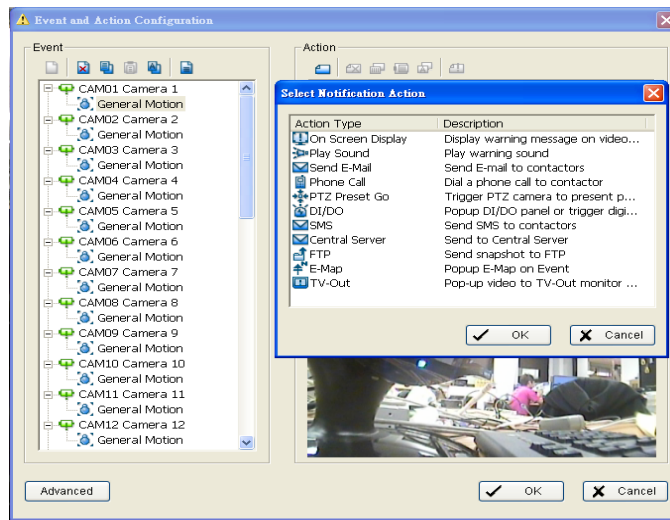 Event and Action Configuration
Event
CAM01 Camera 1
General Motion
CAM02 Camera 2
General Motion
CAM03 Camera 3
General Motion
CAM04 Camera 4
General Motion
CAM05 Camera 5
General Motion
CAM06 Camera 6
General Motion
CAM07 Camera 7
General Motion
CAM08 Camera 8
General Motion
CAM09 Camera 9
General Motion
CAM10 Camera 10
General Motion
CAM11 Camera 11
General Motion
CAM12 Camera 12
General Motion
Action
Select Notification Action
Action Type Description
On Screen Display Display warning message on video...
Play Sound Play warning sound
Send E-Mail Send E-mail to contactors
Phone Call Dial a phone call to contactor
PTZ Preset Go Trigger PTZ camera to present p...
DI/DO Popup DI/DO panel or trigger digi...
SMS Send SMS to contactors
Central Server Send to Central Server
FTP Send snapshot to FTP
E-Map Popup E-Map on Event
TV-Out Pop-up video to TV-Out monitor ...
OK Cancel
Advanced OK Cancel